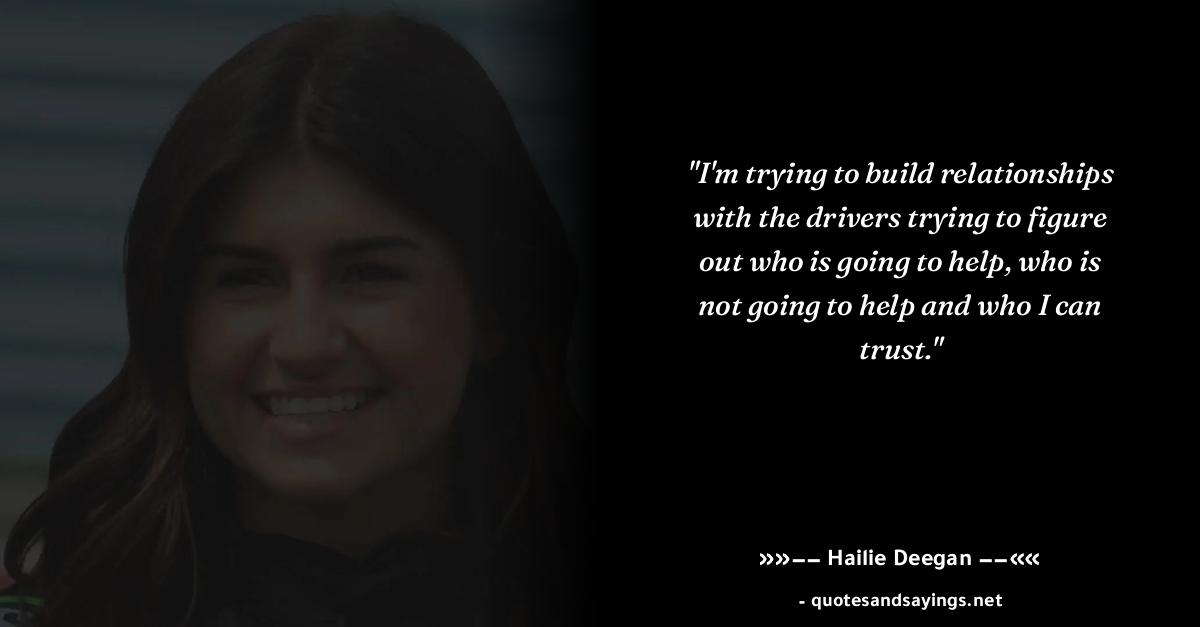 "I'm trying to build relationships
with the drivers trying to figure
out who is going to help, who is
not going to help and who I can
trust."
»»–– Hailie Deegan ––««
- quotesandsayings.net